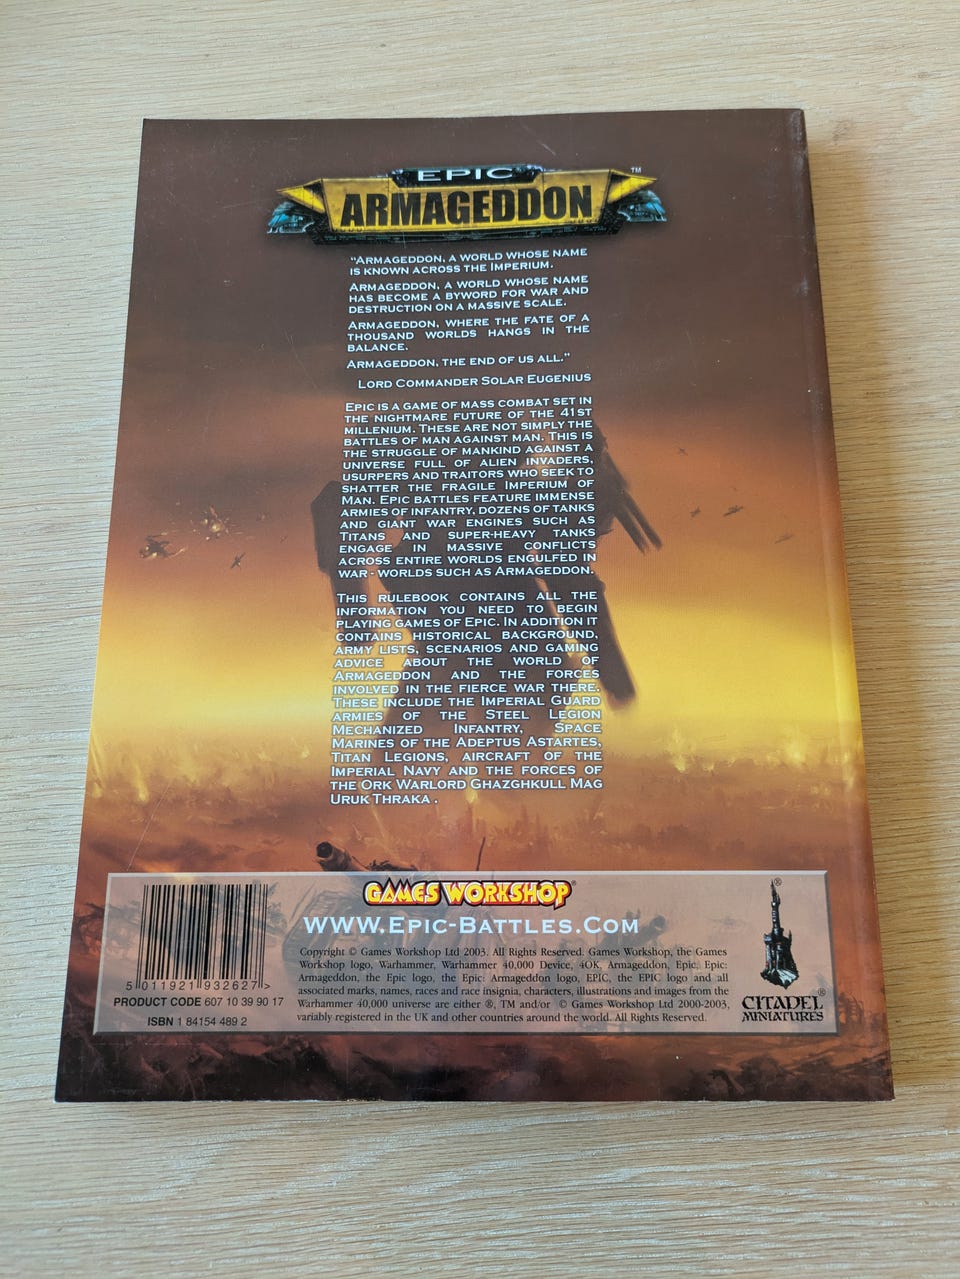 EPIC
™
ARMAGEDDON
"Armageddon, a world whose name
is known across the Imperium.
Armageddon, a world whose name
has become a byword for war and
destruction on a massive scale.
Armageddon, where the fate of a
thousand worlds hangs in the
balance.
Armageddon, the end of us all."
Lord Commander Solar Eugenius
Epic is a game of mass combat set in
the nightmare future of the 41st
millenium. These are not simply the
battles of man against man. This is
the struggle of mankind against a
universe full of alien invaders,
usurpers and traitors who seek to
shatter the fragile Imperium of
Man. Epic battles feature immense
armies of infantry, dozens of tanks
and giant war engines such as
Titans and super-heavy tanks
engage in massive conflicts
across entire worlds engulfed in
war - worlds such as Armageddon.
This rulebook contains all the
information you need to begin
playing games of Epic. In addition it
contains historical background,
army lists, scenarios and gaming
advice about the world of
Armageddon and the forces
involved in the fierce war there.
These include the Imperial Guard
armies of the Steel Legion
Mechanized Infantry, Space
Marines of the Adeptus Astartes,
Titan Legions, aircraft of the
Imperial Navy and the forces of
the Ork Warlord Ghazghkull Mag
Uruk Thraka .
GAMES WORKSHOP®
www.Epic-Battles.Com
Copyright © Games Workshop Ltd 2003. All Rights Reserved. Games Workshop, the Games
Workshop logo, Warhammer, Warhammer 40,000 Device, 40K, Armageddon, Epic, Epic:
Armageddon, the Epic logo, the Epic: Armageddon logo, EPIC, the EPIC logo and all
associated marks, names, races and race insignia, characters, illustrations and images from the
Warhammer 40,000 universe are either ®, TM and/or © Games Workshop Ltd 2000-2003,
variably registered in the UK and other countries around the world. All Rights Reserved.
5 011921 932627 >
PRODUCT CODE 607 10 39 90 17
ISBN 1 84154 489 2
®
CITADEL®
MINIATURES